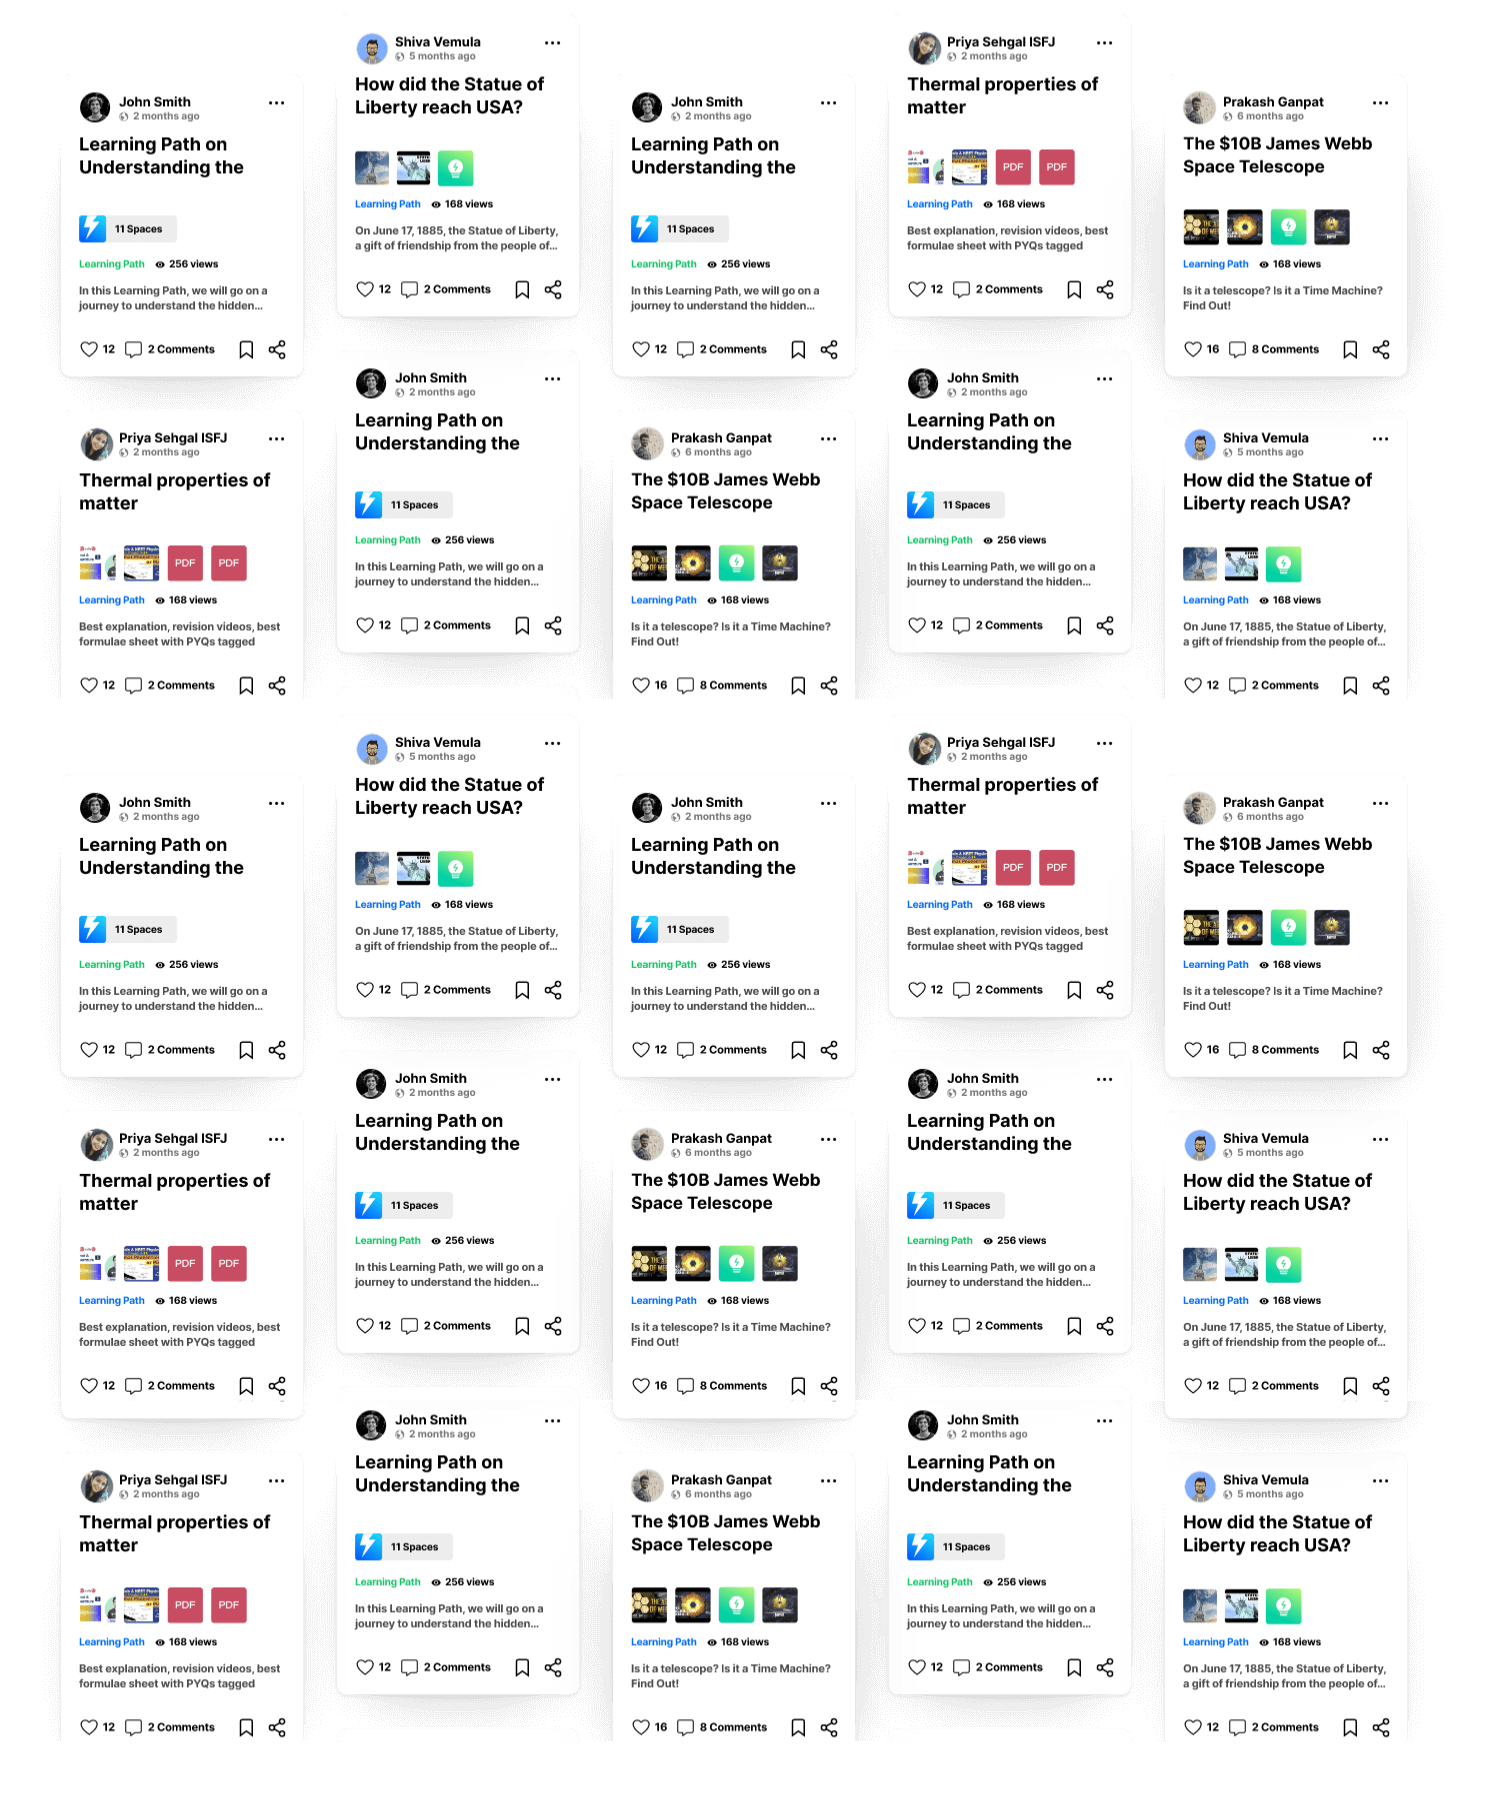 John Smith
2 months ago
Learning Path on
Understanding the
11 Spaces
Learning Path 256 views
In this Learning Path, we will go on a
journey to understand the hidden...
12 2 Comments
Shiva Vemula
5 months ago
How did the Statue of
Liberty reach USA?
Learning Path 168 views
On June 17, 1885, the Statue of Liberty,
a gift of friendship from the people of...
12 2 Comments
John Smith
2 months ago
Learning Path on
Understanding the
11 Spaces
Learning Path 256 views
In this Learning Path, we will go on a
journey to understand the hidden...
12 2 Comments
Priya Sehgal ISFJ
2 months ago
Thermal properties of
matter
PDF PDF
Learning Path 168 views
Best explanation, revision videos, best
formulae sheet with PYQs tagged
12 2 Comments
Prakash Ganpat
6 months ago
The $10B James Webb
Space Telescope
Learning Path 168 views
Is it a telescope? Is it a Time Machine?
Find Out!
16 8 Comments
Priya Sehgal ISFJ
2 months ago
Thermal properties of
matter
PDF PDF
Learning Path 168 views
Best explanation, revision videos, best
formulae sheet with PYQs tagged
12 2 Comments
John Smith
2 months ago
Learning Path on
Understanding the
11 Spaces
Learning Path 256 views
In this Learning Path, we will go on a
journey to understand the hidden...
12 2 Comments
Prakash Ganpat
6 months ago
The $10B James Webb
Space Telescope
Learning Path 168 views
Is it a telescope? Is it a Time Machine?
Find Out!
16 8 Comments
John Smith
2 months ago
Learning Path on
Understanding the
11 Spaces
Learning Path 256 views
In this Learning Path, we will go on a
journey to understand the hidden...
12 2 Comments
Shiva Vemula
5 months ago
How did the Statue of
Liberty reach USA?
Learning Path 168 views
On June 17, 1885, the Statue of Liberty,
a gift of friendship from the people of...
12 2 Comments
John Smith
2 months ago
Learning Path on
Understanding the
11 Spaces
Learning Path 256 views
In this Learning Path, we will go on a
journey to understand the hidden...
12 2 Comments
Shiva Vemula
5 months ago
How did the Statue of
Liberty reach USA?
Learning Path 168 views
On June 17, 1885, the Statue of Liberty,
a gift of friendship from the people of...
12 2 Comments
John Smith
2 months ago
Learning Path on
Understanding the
11 Spaces
Learning Path 256 views
In this Learning Path, we will go on a
journey to understand the hidden...
12 2 Comments
Priya Sehgal ISFJ
2 months ago
Thermal properties of
matter
PDF PDF
Learning Path 168 views
Best explanation, revision videos, best
formulae sheet with PYQs tagged
12 2 Comments
Prakash Ganpat
6 months ago
The $10B James Webb
Space Telescope
Learning Path 168 views
Is it a telescope? Is it a Time Machine?
Find Out!
16 8 Comments
Priya Sehgal ISFJ
2 months ago
Thermal properties of
matter
PDF PDF
Learning Path 168 views
Best explanation, revision videos, best
formulae sheet with PYQs tagged
12 2 Comments
John Smith
2 months ago
Learning Path on
Understanding the
11 Spaces
Learning Path 256 views
In this Learning Path, we will go on a
journey to understand the hidden...
12 2 Comments
Prakash Ganpat
6 months ago
The $10B James Webb
Space Telescope
Learning Path 168 views
Is it a telescope? Is it a Time Machine?
Find Out!
16 8 Comments
John Smith
2 months ago
Learning Path on
Understanding the
11 Spaces
Learning Path 256 views
In this Learning Path, we will go on a
journey to understand the hidden...
12 2 Comments
Shiva Vemula
5 months ago
How did the Statue of
Liberty reach USA?
Learning Path 168 views
On June 17, 1885, the Statue of Liberty,
a gift of friendship from the people of...
12 2 Comments
Priya Sehgal ISFJ
2 months ago
Thermal properties of
matter
PDF PDF
Learning Path 168 views
Best explanation, revision videos, best
formulae sheet with PYQs tagged
12 2 Comments
John Smith
2 months ago
Learning Path on
Understanding the
11 Spaces
Learning Path 256 views
In this Learning Path, we will go on a
journey to understand the hidden...
12 2 Comments
Prakash Ganpat
6 months ago
The $10B James Webb
Space Telescope
Learning Path 168 views
Is it a telescope? Is it a Time Machine?
Find Out!
16 8 Comments
John Smith
2 months ago
Learning Path on
Understanding the
11 Spaces
Learning Path 256 views
In this Learning Path, we will go on a
journey to understand the hidden...
12 2 Comments
Shiva Vemula
5 months ago
How did the Statue of
Liberty reach USA?
Learning Path 168 views
On June 17, 1885, the Statue of Liberty,
a gift of friendship from the people of...
12 2 Comments